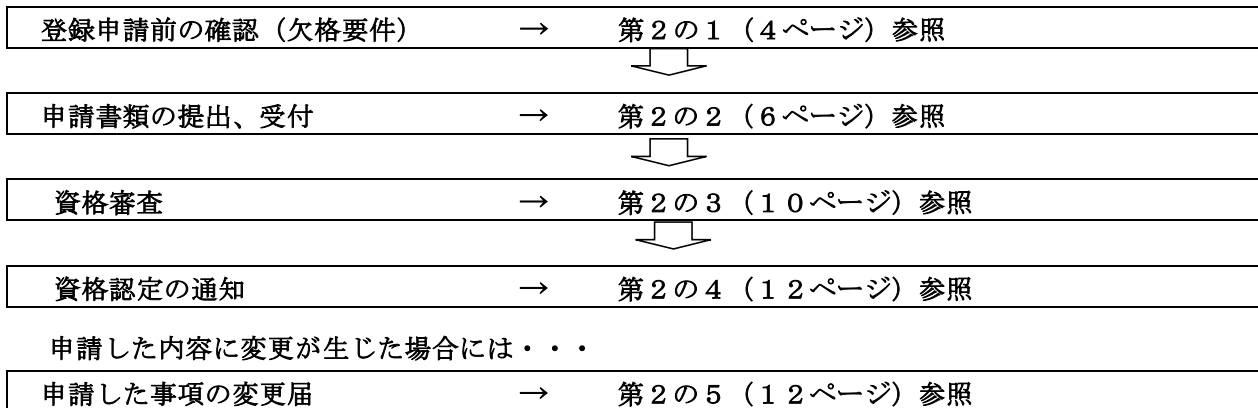 登録申請前の確認（欠格要件）　→　第２の１（４ページ）参照
申請書類の提出、受付　→　第２の２（６ページ）参照
資格審査　→　第２の３（１０ページ）参照
資格認定の通知　→　第２の４（１２ページ）参照
申請した内容に変更が生じた場合には・・・
申請した事項の変更届　→　第２の５（１２ページ）参照